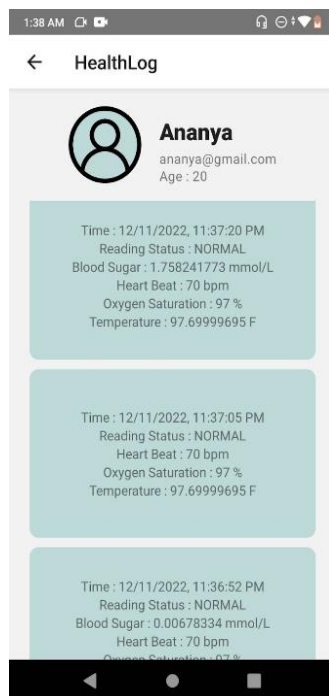 1:38 AM
HealthLog
Ananya
ananya@gmail.com
Age : 20
Time : 12/11/2022, 11:37:20 PM
Reading Status : NORMAL
Blood Sugar : 1.758241773 mmol/L
Heart Beat : 70 bpm
Oxygen Saturation : 97 %
Temperature : 97.69999695 F
Time : 12/11/2022, 11:37:05 PM
Reading Status : NORMAL
Heart Beat : 70 bpm
Oxygen Saturation : 97 %
Temperature : 97.69999695 F
Time : 12/11/2022, 11:36:52 PM
Reading Status : NORMAL
Blood Sugar : 0.00678334 mmol/L
Heart Beat : 70 bpm
Oxygen Saturation : 97 %